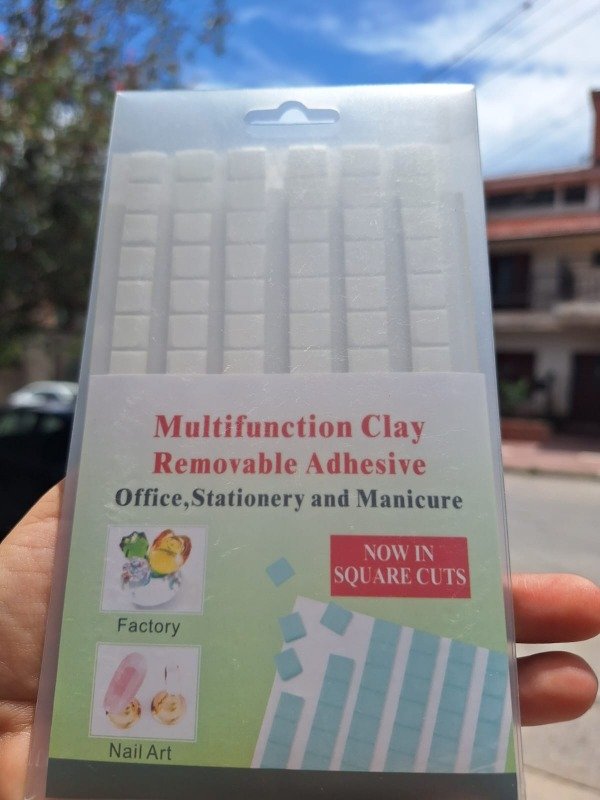 Multifunction Clay
Removable Adhesive
Office,Stationery and Manicure
NOW IN
SQUARE CUTS
Factory
Nail Art